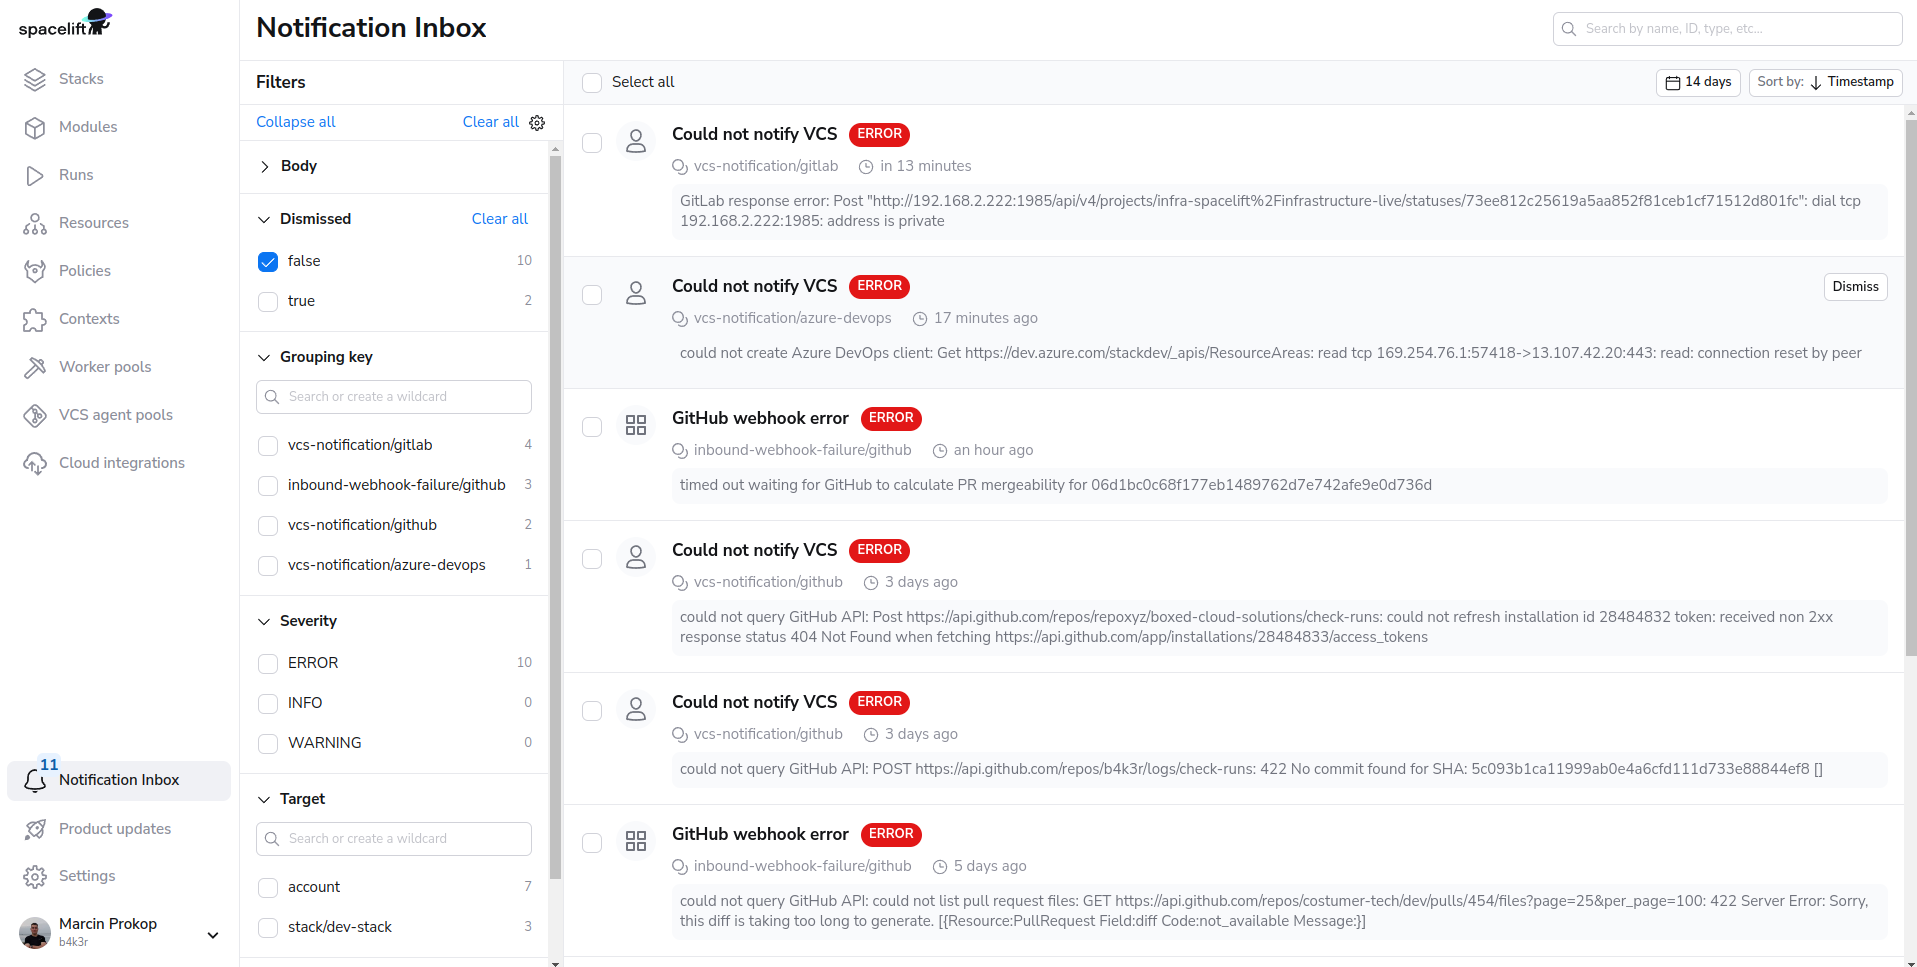 spacelift
Stacks
Modules
Runs
Resources
Policies
Contexts
Worker pools
VCS agent pools
Cloud integrations
11
Notification Inbox
Product updates
Settings
Marcin Prokop
b4k3r
Notification Inbox
Search by name, ID, type, etc...
Filters
Collapse all Clear all
Body
Dismissed Clear all
false 10
true 2
Grouping key
Search or create a wildcard
vcs-notification/gitlab 4
inbound-webhook-failure/github 3
vcs-notification/github 2
vcs-notification/azure-devops 1
Severity
ERROR 10
INFO 0
WARNING 0
Target
Search or create a wildcard
account 7
stack/dev-stack 3
Select all 14 days Sort by: Timestamp
Could not notify VCS ERROR
vcs-notification/gitlab in 13 minutes
GitLab response error: Post "http://192.168.2.222:1985/api/v4/projects/infra-spacelift%2Finfrastructure-live/statuses/73ee812c25619a5aa852f81ceb1cf71512d801fc": dial tcp
192.168.2.222:1985: address is private
Could not notify VCS ERROR Dismiss
vcs-notification/azure-devops 17 minutes ago
could not create Azure DevOps client: Get https://dev.azure.com/stackdev/_apis/ResourceAreas: read tcp 169.254.76.1:57418->13.107.42.20:443: read: connection reset by peer
GitHub webhook error ERROR
inbound-webhook-failure/github an hour ago
timed out waiting for GitHub to calculate PR mergeability for 06d1bc0c68f177eb1489762d7e742afe9e0d736d
Could not notify VCS ERROR
vcs-notification/github 3 days ago
could not query GitHub API: Post https://api.github.com/repos/repoxyz/boxed-cloud-solutions/check-runs: could not refresh installation id 28484832 token: received non 2xx
response status 404 Not Found when fetching https://api.github.com/app/installations/28484833/access_tokens
Could not notify VCS ERROR
vcs-notification/github 3 days ago
could not query GitHub API: POST https://api.github.com/repos/b4k3r/logs/check-runs: 422 No commit found for SHA: 5c093b1ca11999ab0e4a6cfd111d733e88844ef8 []
GitHub webhook error ERROR
inbound-webhook-failure/github 5 days ago
could not query GitHub API: could not list pull request files: GET https://api.github.com/repos/costumer-tech/dev/pulls/454/files?page=25&per_page=100: 422 Server Error: Sorry,
this diff is taking too long to generate. [{Resource:PullRequest Field:diff Code:not_available Message:}]